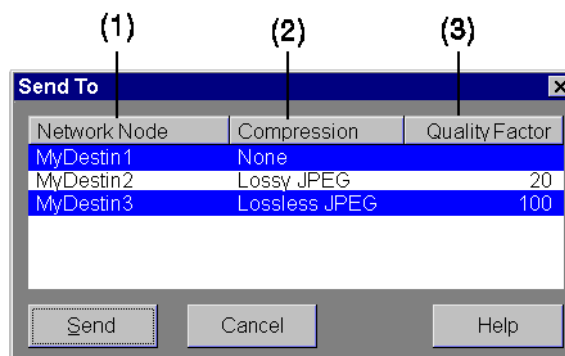 (1) (2) (3)
Send To
Network Node Compression Quality Factor
MyDestin1 None
MyDestin2 Lossy JPEG 20
MyDestin3 Lossless JPEG 100
Send Cancel Help